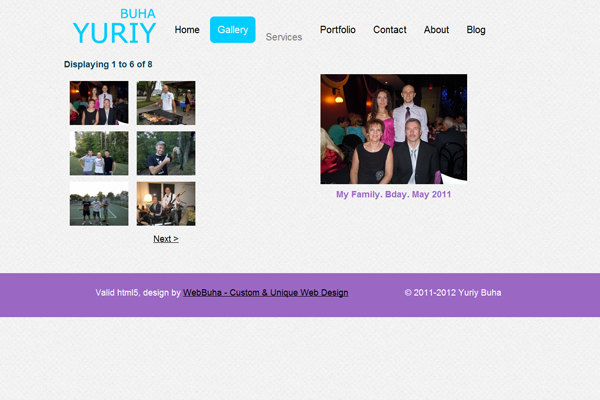 BUHA
YURIY
Home Gallery Services Portfolio Contact About Blog
Displaying 1 to 6 of 8
My Family. Bday. May 2011
Next >
Valid html5, design by WebBuha - Custom & Unique Web Design © 2011-2012 Yuriy Buha